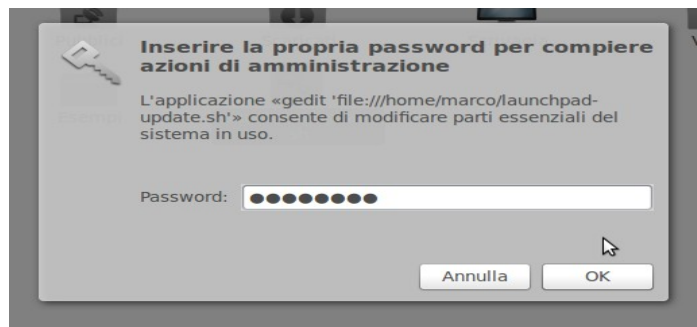 Inserire la propria password per compiere
azioni di amministrazione
L'applicazione «gedit 'file:///home/marco/launchpad-
update.sh'» consente di modificare parti essenziali del
sistema in uso.
Password: ●●●●●●●●
Annulla OK